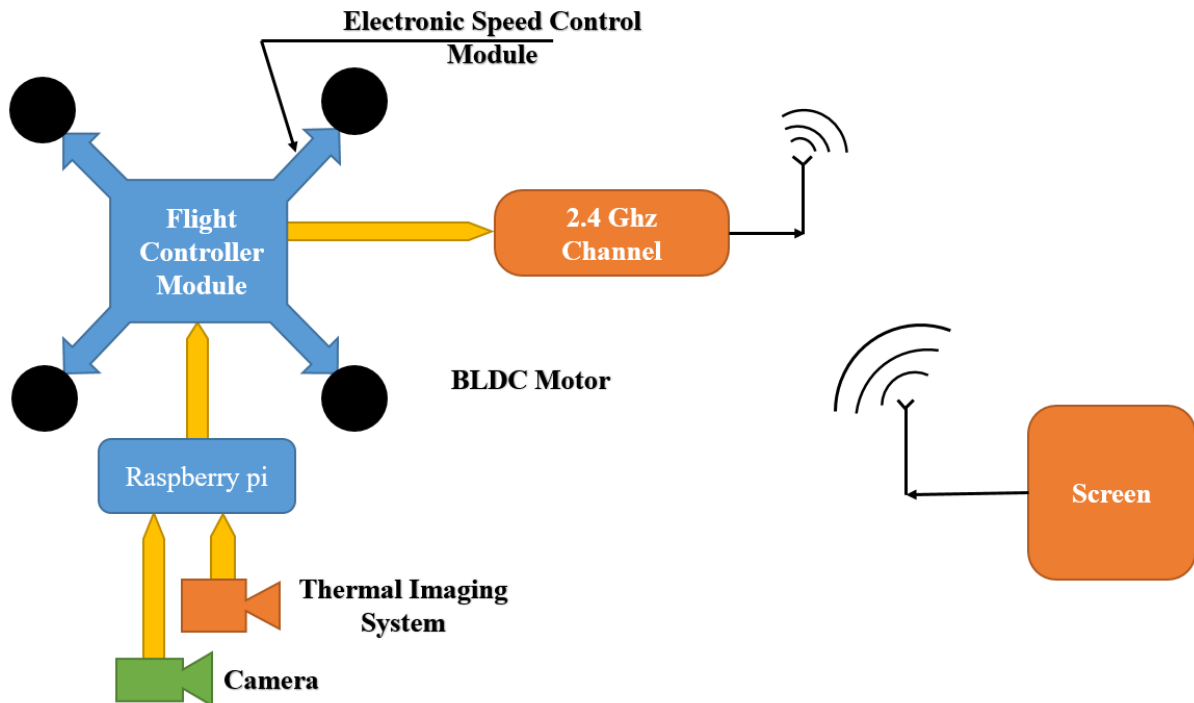 Electronic Speed Control
Module
Flight
Controller
Module
2.4 Ghz
Channel
BLDC Motor
Raspberry pi
Screen
Thermal Imaging
System
Camera